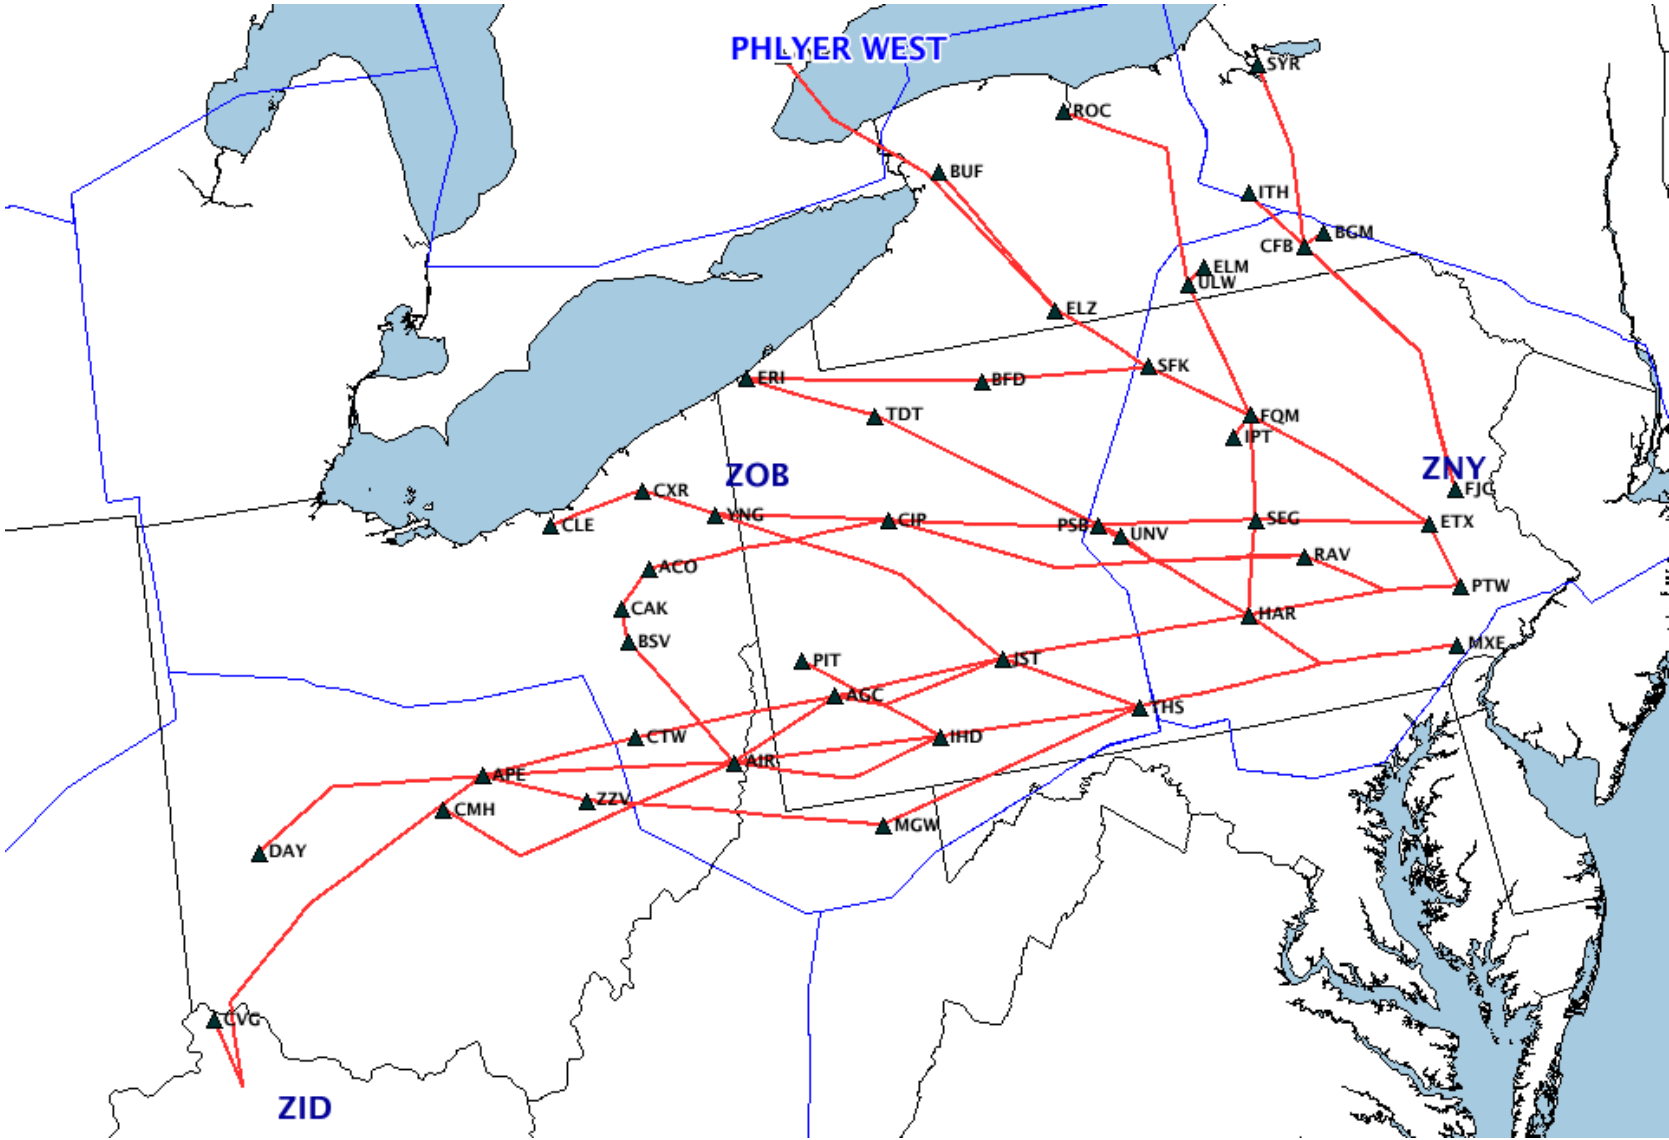 PHLYER WEST
SYR
ROC
BUF
ITH
BGM
CFB
ELM
ULW
ELZ
SFK
ERI
BFD
TDT
FQM
IPT
ZOB
ZNY
CXR
FJC
YNG
CIP
SEG
ETX
CLE
PSB
UNV
RAV
ACO
PTW
CAK
HAR
BSV
MXE
PIT
JST
AGC
THS
CTW
IHD
AIR
APE
ZZV
CMH
MGW
DAY
CVG
ZID